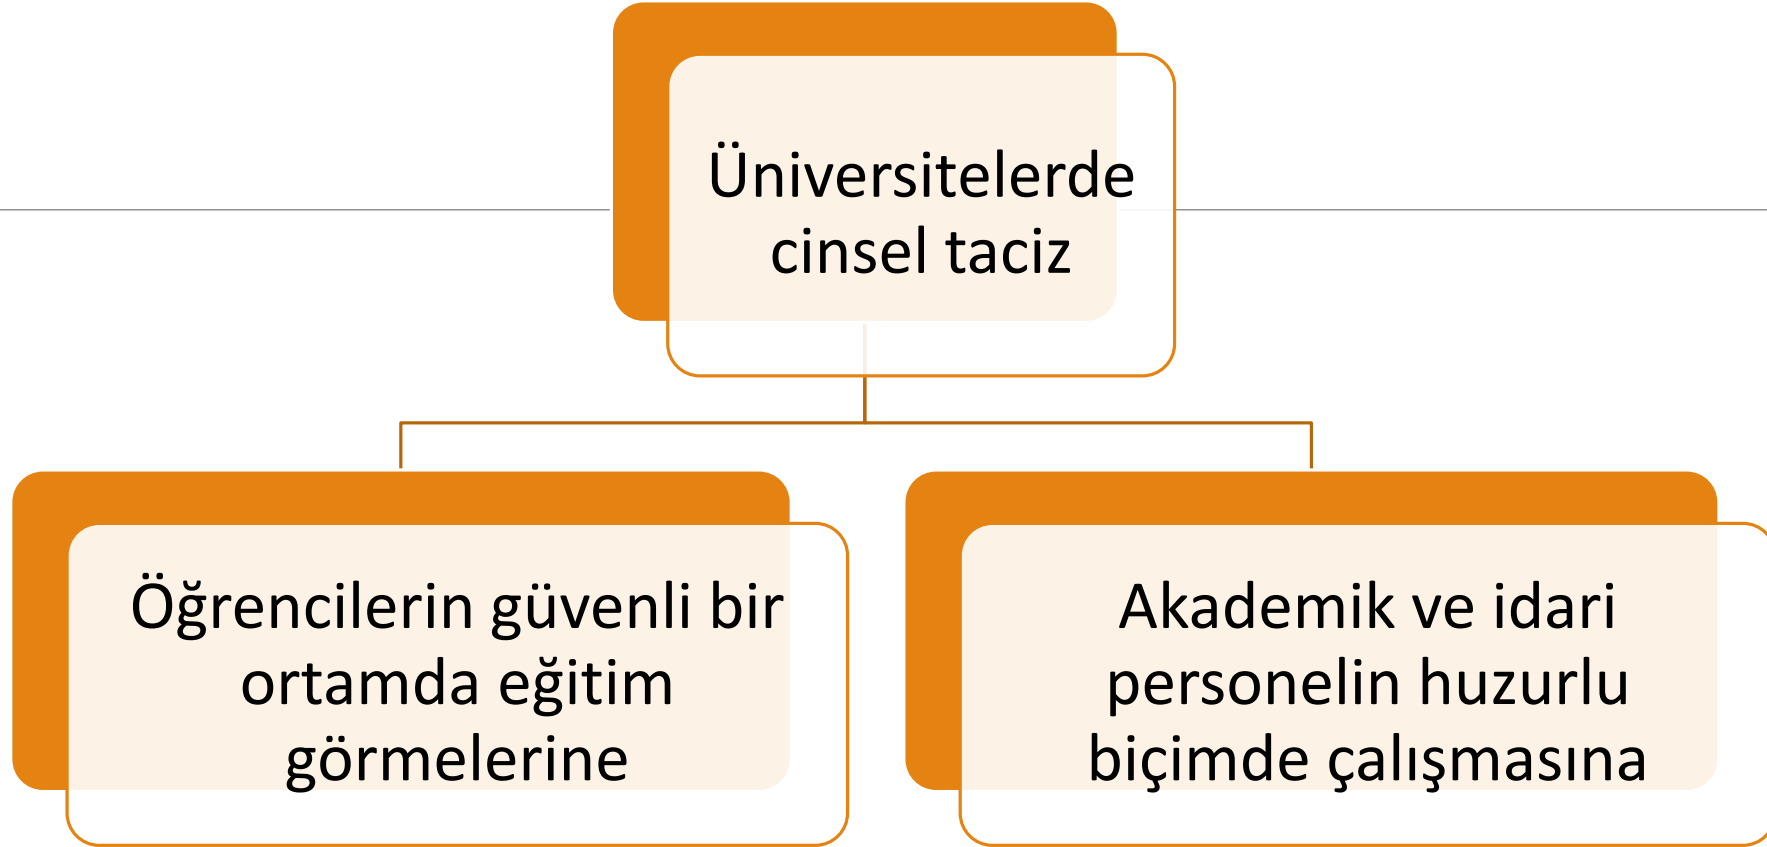 Üniversitelerde
cinsel taciz
Öğrencilerin güvenli bir
ortamda eğitim
görmelerine
Akademik ve idari
personelin huzurlu
biçimde çalışmasına